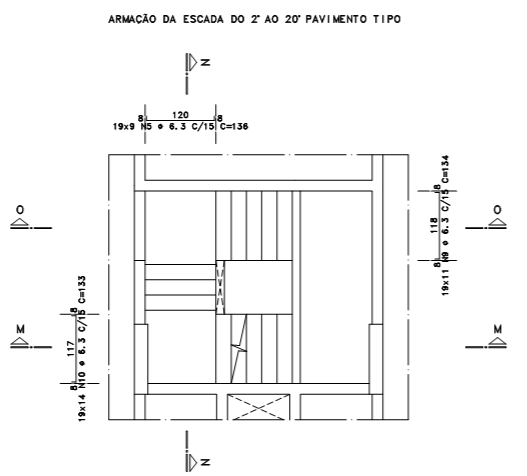 ARMAÇÃO DA ESCADA DO 2° AO 20° PAVIMENTO TIPO
N
8 120 8
19x9 N5 ø 6.3 C/15 C=136
8 118 8
19x11 N9 ø 6.3 C/15 C=134
O
O
M
M
8 117 8
19x14 N10 ø 6.3 C/15 C=133
N